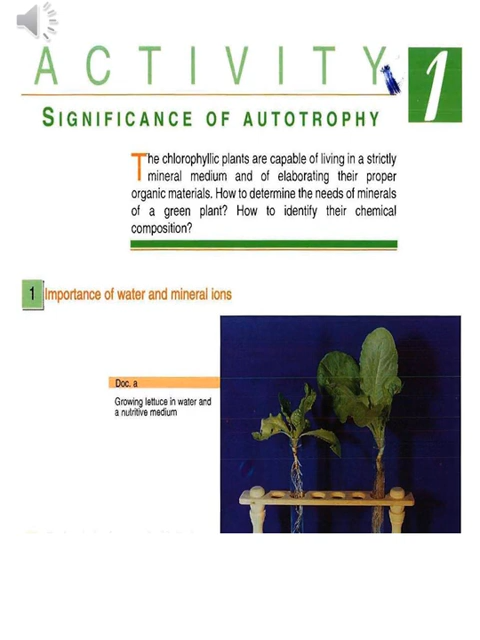 ACTIVITY 1
SIGNIFICANCE OF AUTOTROPHY
The chlorophyllic plants are capable of living in a strictly
mineral medium and of elaborating their proper
organic materials. How to determine the needs of minerals
of a green plant? How to identify their chemical
composition?
1 Importance of water and mineral ions
Doc. a
Growing lettuce in water and
a nutritive medium